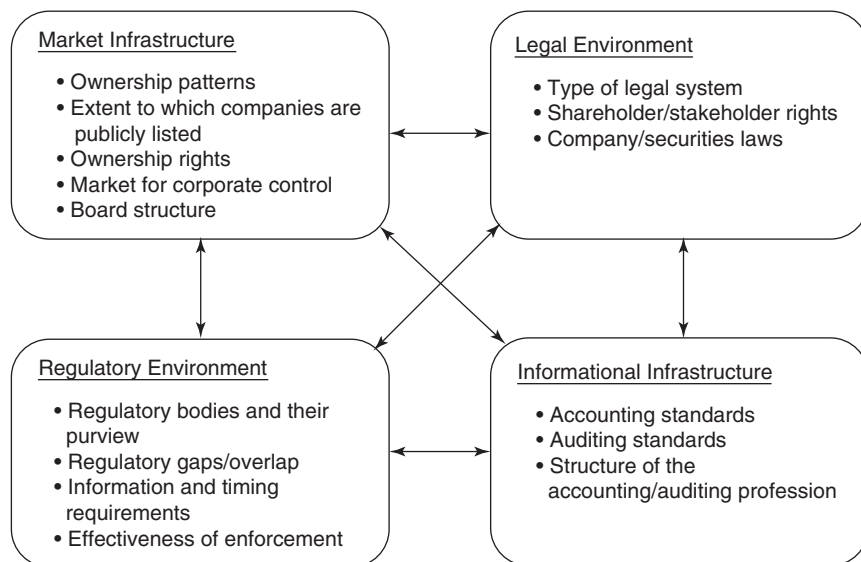 Market Infrastructure
• Ownership patterns
• Extent to which companies are
publicly listed
• Ownership rights
• Market for corporate control
• Board structure
Legal Environment
• Type of legal system
• Shareholder/stakeholder rights
• Company/securities laws
Regulatory Environment
• Regulatory bodies and their
purview
• Regulatory gaps/overlap
• Information and timing
requirements
• Effectiveness of enforcement
Informational Infrastructure
• Accounting standards
• Auditing standards
• Structure of the
accounting/auditing profession